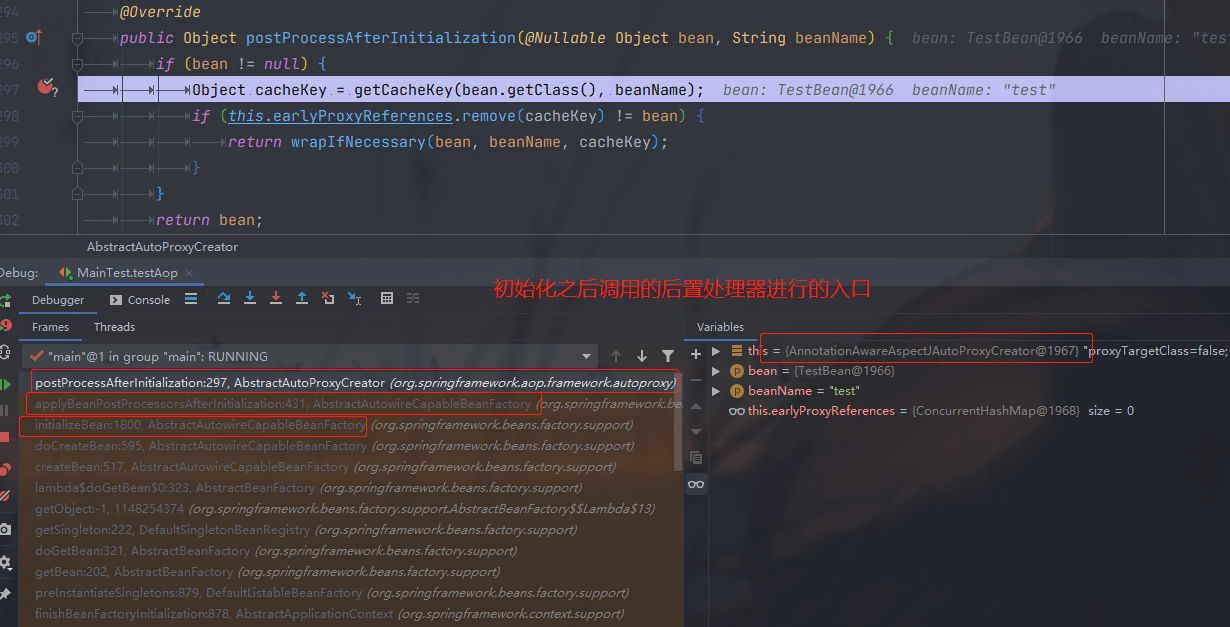 294 @Override
295 public Object postProcessAfterInitialization(@Nullable Object bean, String beanName) { bean: TestBean@1966 beanName: "test
296 if (bean != null) {
297 Object cacheKey = getCacheKey(bean.getClass(), beanName); bean: TestBean@1966 beanName: "test"
298 if (this.earlyProxyReferences.remove(cacheKey) != bean) {
299 return wrapIfNecessary(bean, beanName, cacheKey);
300 }
301 }
302 return bean;
AbstractAutoProxyCreator
Debug: MainTest.testAop
初始化之后调用的后置处理器进行的入口
Debugger Console
Frames Threads
Variables
"main"@1 in group "main": RUNNING
postProcessAfterInitialization:297, AbstractAutoProxyCreator (org.springframework.aop.framework.autoproxy)
applyBeanPostProcessorsAfterInitialization:431, AbstractAutowireCapableBeanFactory (org.springframework.be
initializeBean:1800, AbstractAutowireCapableBeanFactory (org.springframework.beans.factory.support)
doCreateBean:595, AbstractAutowireCapableBeanFactory (org.springframework.beans.factory.support)
createBean:517, AbstractAutowireCapableBeanFactory (org.springframework.beans.factory.support)
lambda$doGetBean$0:323, AbstractBeanFactory (org.springframework.beans.factory.support)
getObject:-1, 1148254374 (org.springframework.beans.factory.support.AbstractBeanFactory$$Lambda$13)
getSingleton:222, DefaultSingletonBeanRegistry (org.springframework.beans.factory.support)
doGetBean:321, AbstractBeanFactory (org.springframework.beans.factory.support)
getBean:202, AbstractBeanFactory (org.springframework.beans.factory.support)
preInstantiateSingletons:879, DefaultListableBeanFactory (org.springframework.beans.factory.support)
finishBeanFactoryInitialization:878, AbstractApplicationContext (org.springframework.context.support)
this = {AnnotationAwareAspectJAutoProxyCreator@1967} "proxyTargetClass=false;
bean = {TestBean@1966}
beanName = "test"
this.earlyProxyReferences = {ConcurrentHashMap@1968} size = 0